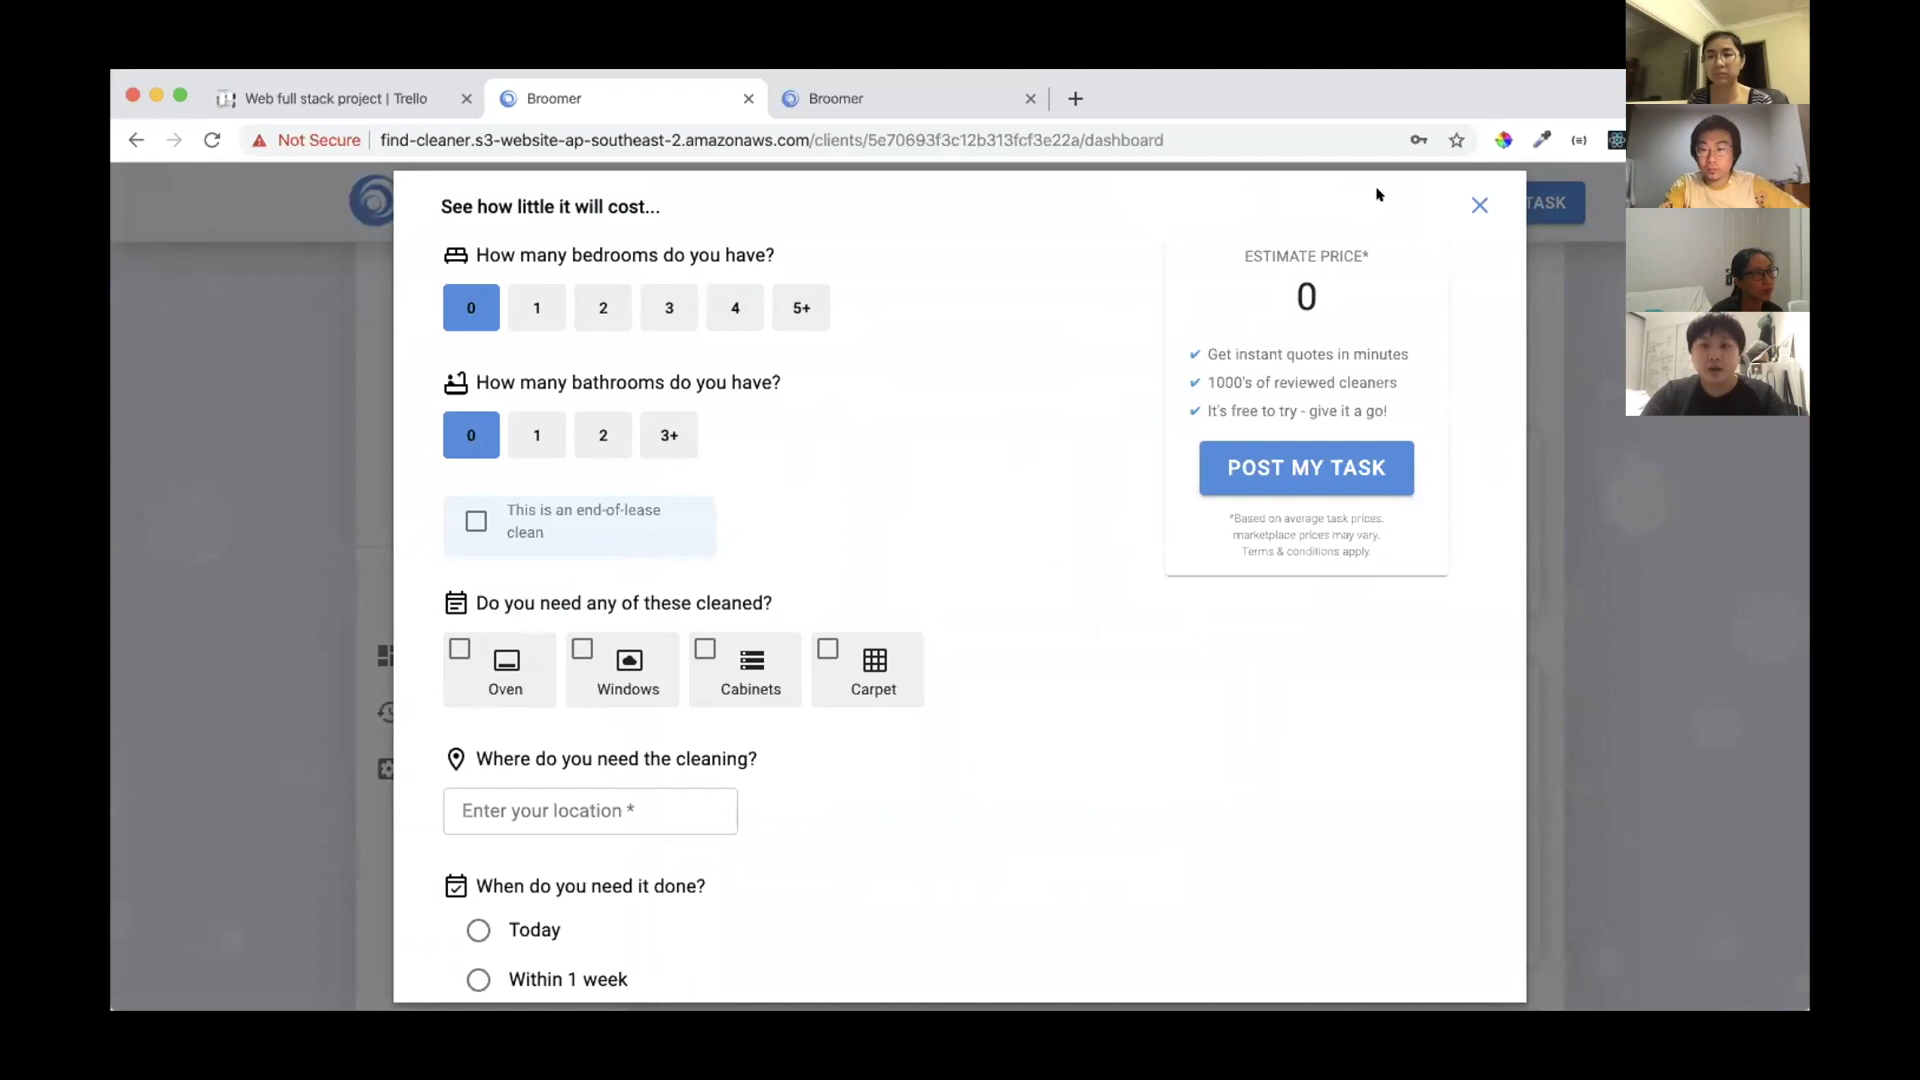 Web full stack project | Trello
Broomer
Broomer
Not Secure
find-cleaner.s3-website-ap-southeast-2.amazonaws.com/clients/5e70693f3c12b313fcf3e22a/dashboard
TASK
See how little it will cost...
How many bedrooms do you have?
0 1 2 3 4 5+
How many bathrooms do you have?
0 1 2 3+
This is an end-of-lease
clean
Do you need any of these cleaned?
Oven Windows Cabinets Carpet
Where do you need the cleaning?
Enter your location *
When do you need it done?
Today
Within 1 week
ESTIMATE PRICE*
0
✔ Get instant quotes in minutes
✔ 1000's of reviewed cleaners
✔ It's free to try - give it a go!
POST MY TASK
*Based on average task prices.
marketplace prices may vary.
Terms & conditions apply.